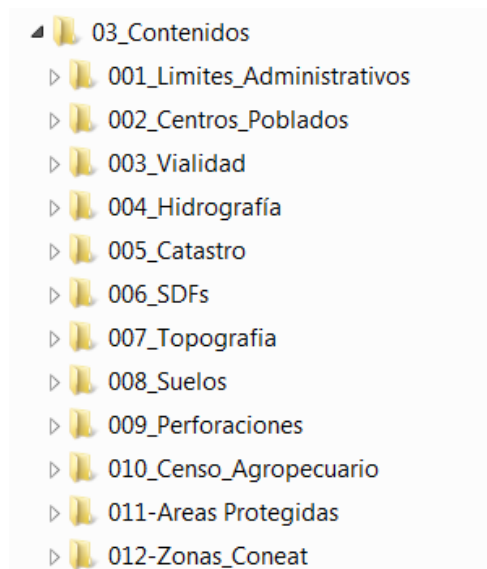 03_Contenidos
001_Limites_Administrativos
002_Centros_Poblados
003_Vialidad
004_Hidrografía
005_Catastro
006_SDFs
007_Topografia
008_Suelos
009_Perforaciones
010_Censo_Agropecuario
011-Areas Protegidas
012-Zonas_Coneat